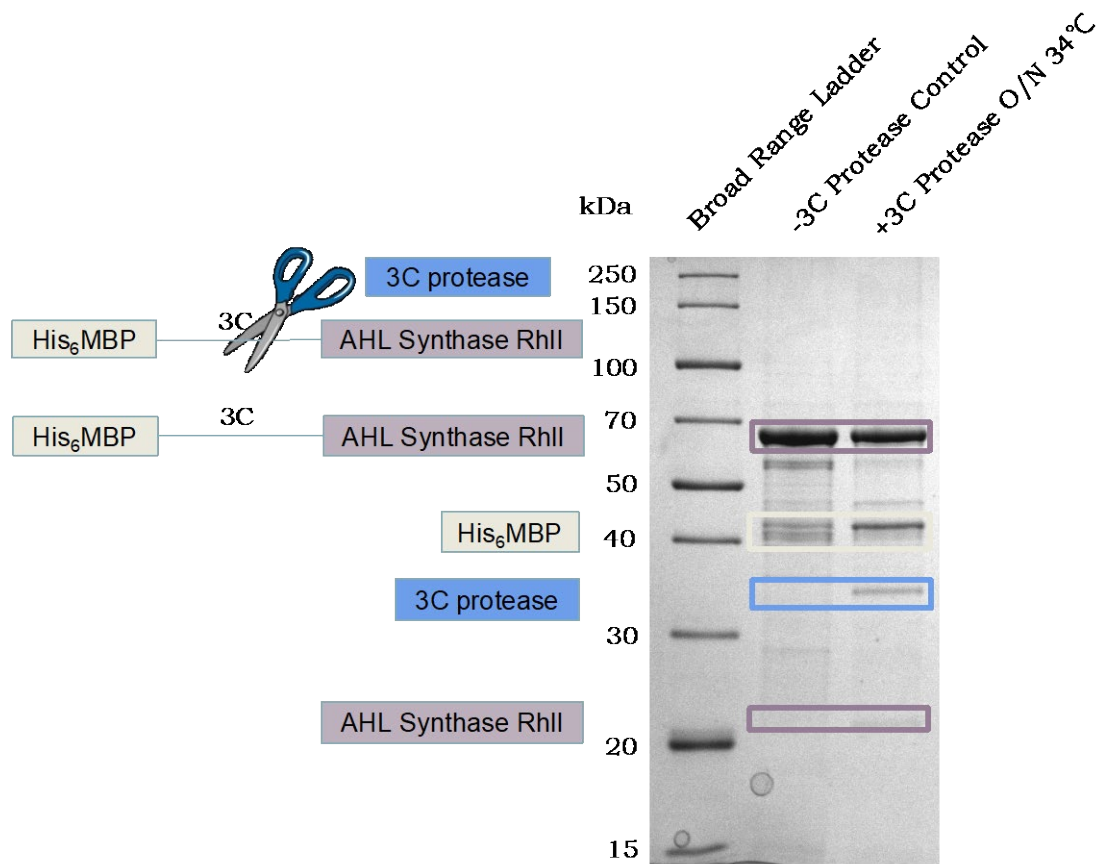 Broad Range Ladder
-3C Protease Control
+3C Protease O/N 34°C
kDa
3C protease
250
150
3C
His₆MBP
AHL Synthase RhlI
100
70
3C
His₆MBP
AHL Synthase RhlI
50
His₆MBP
40
3C protease
30
AHL Synthase RhlI
20
15